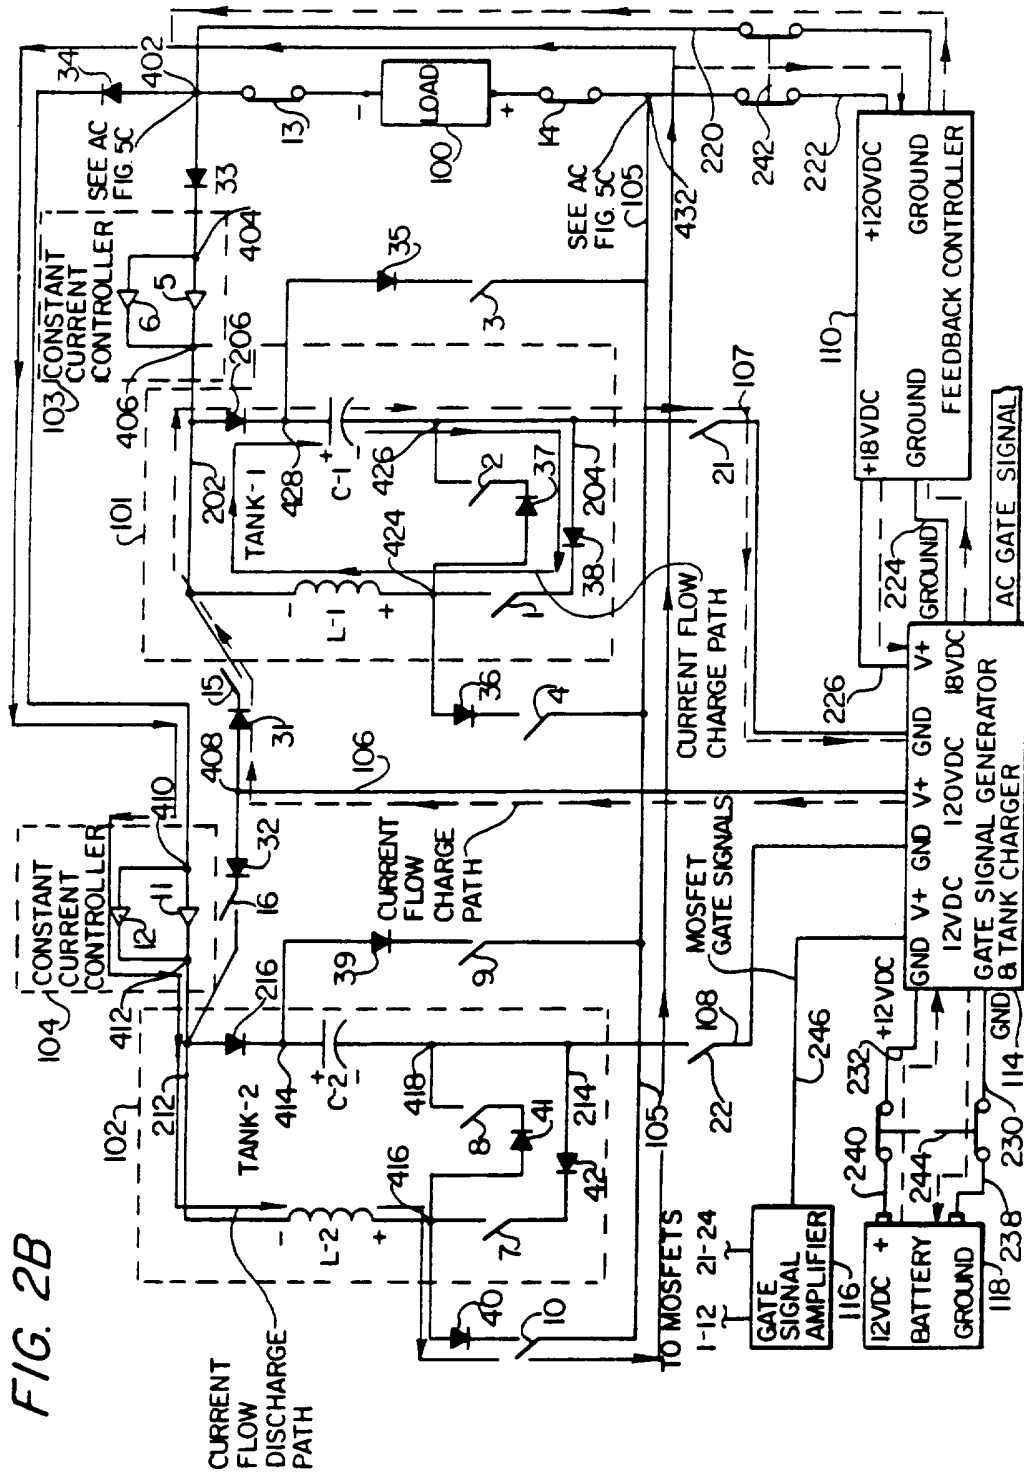 FIG. 2B
CURRENT
FLOW
DISCHARGE
PATH
102
212
104
412
CONSTANT
CURRENT
CONTROLLER
12
11
410
408
31
15
32
16
106
TANK-2
216
414
+
C-2
-
418
416
-
L-2
+
8
41
7
42
214
40
10
39
9
CURRENT
FLOW
CHARGE
PATH
105
22
108
101
202
TANK-1
206
428
+
C-1
-
426
424
-
L-1
+
2
37
1
38
204
36
4
35
3
CURRENT FLOW
CHARGE PATH
21
107
103
CONSTANT
CURRENT
CONTROLLER
6
5
406
404
33
34
402
SEE AC
FIG. 5C
13
-
LOAD
+
100
14
SEE AC
FIG. 5C
105
432
220
242
222
+120VDC
GROUND
110
+18VDC
GROUND
FEEDBACK CONTROLLER
224
GROUND
226
AC GATE SIGNAL
MOSFET
GATE SIGNALS
246
TO MOSFETS
1-12 21-24
GATE
SIGNAL
AMPLIFIER
116
12VDC +
BATTERY
GROUND
118
238
240
244
232
+12VDC
GND
230
114
GND V+ GND V+ GND V+
12VDC 120VDC 18VDC
GATE SIGNAL GENERATOR
& TANK CHARGER